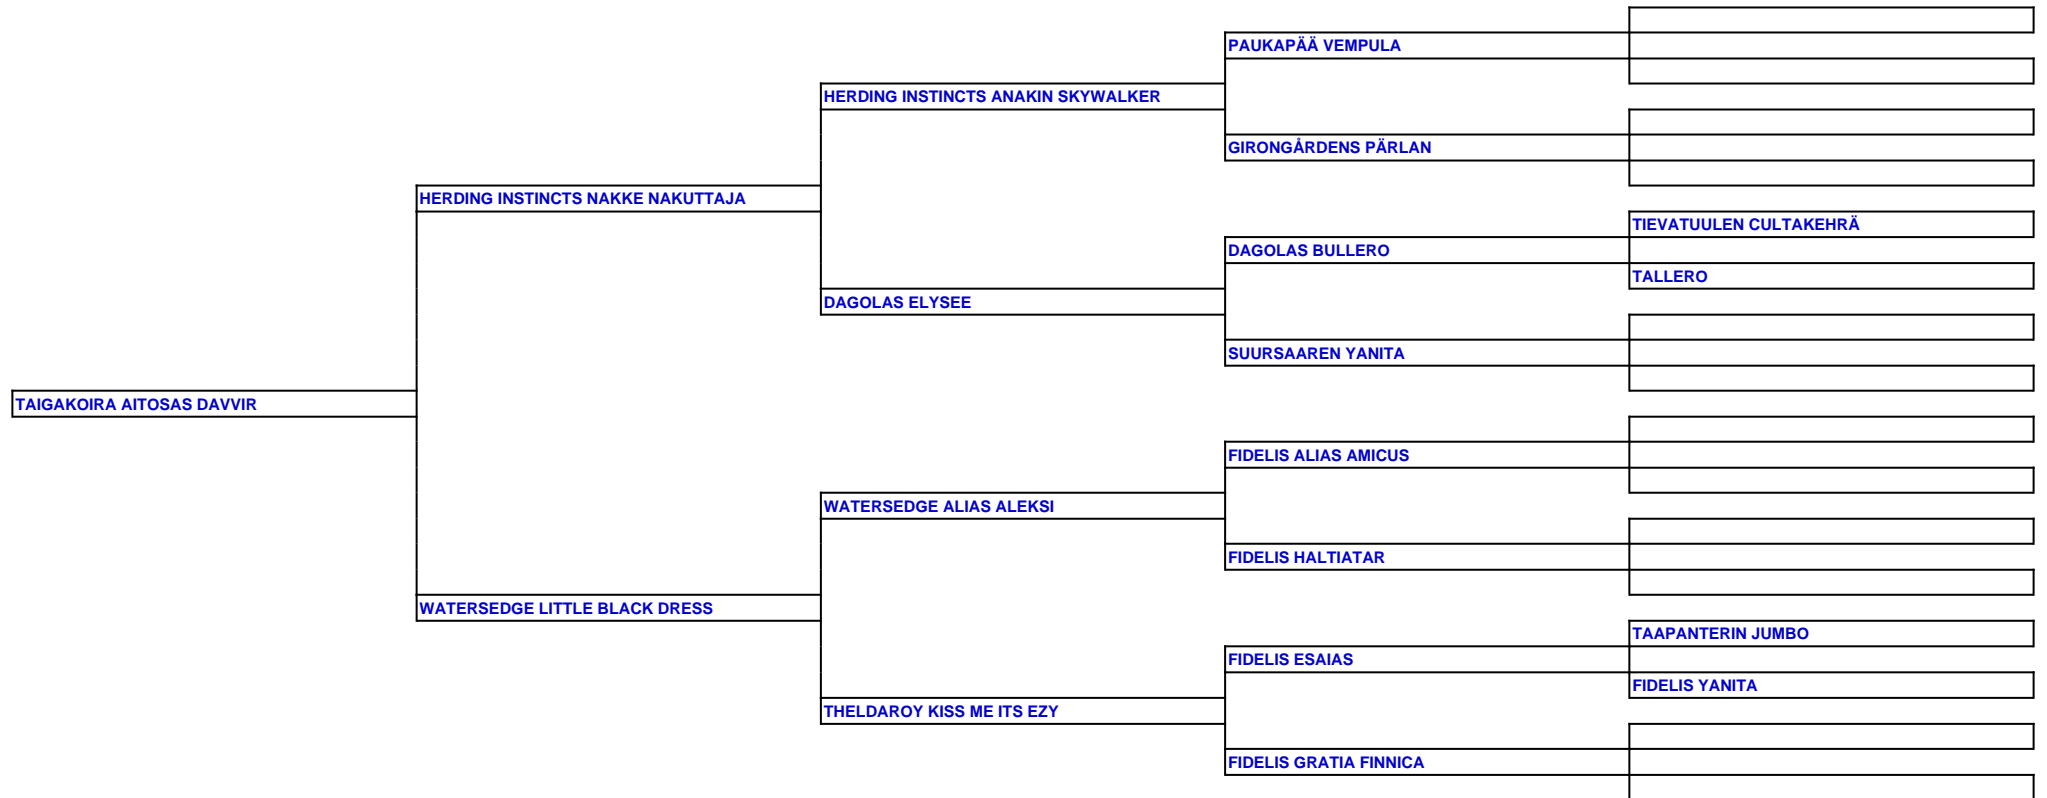 PAUKAPÄÄ VEMPULA
HERDING INSTINCTS ANAKIN SKYWALKER
GIRONGÅRDENS PÄRLAN
HERDING INSTINCTS NAKKE NAKUTTAJA
TIEVATUULEN CULTAKEHRÄ
DAGOLAS BULLERO
TALLERO
DAGOLAS ELYSEE
SUURSAAREN YANITA
TAIGAKOIRA AITOSAS DAVVIR
FIDELIS ALIAS AMICUS
WATERSEDGE ALIAS ALEKSI
FIDELIS HALTIATAR
WATERSEDGE LITTLE BLACK DRESS
TAAPANTERIN JUMBO
FIDELIS ESAIAS
FIDELIS YANITA
THELDAROY KISS ME ITS EZY
FIDELIS GRATIA FINNICA